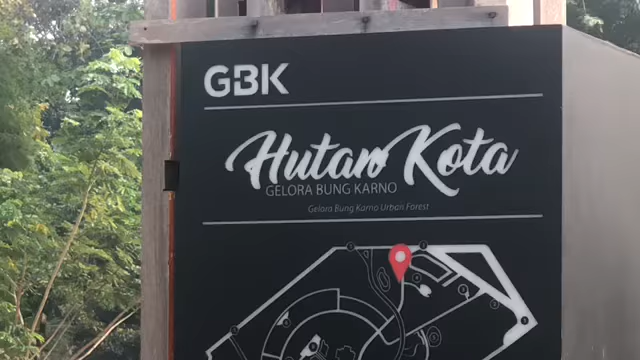 GBK
Hutan Kota
GELORA BUNG KARNO
Gelora Bung Karno Urban Forest